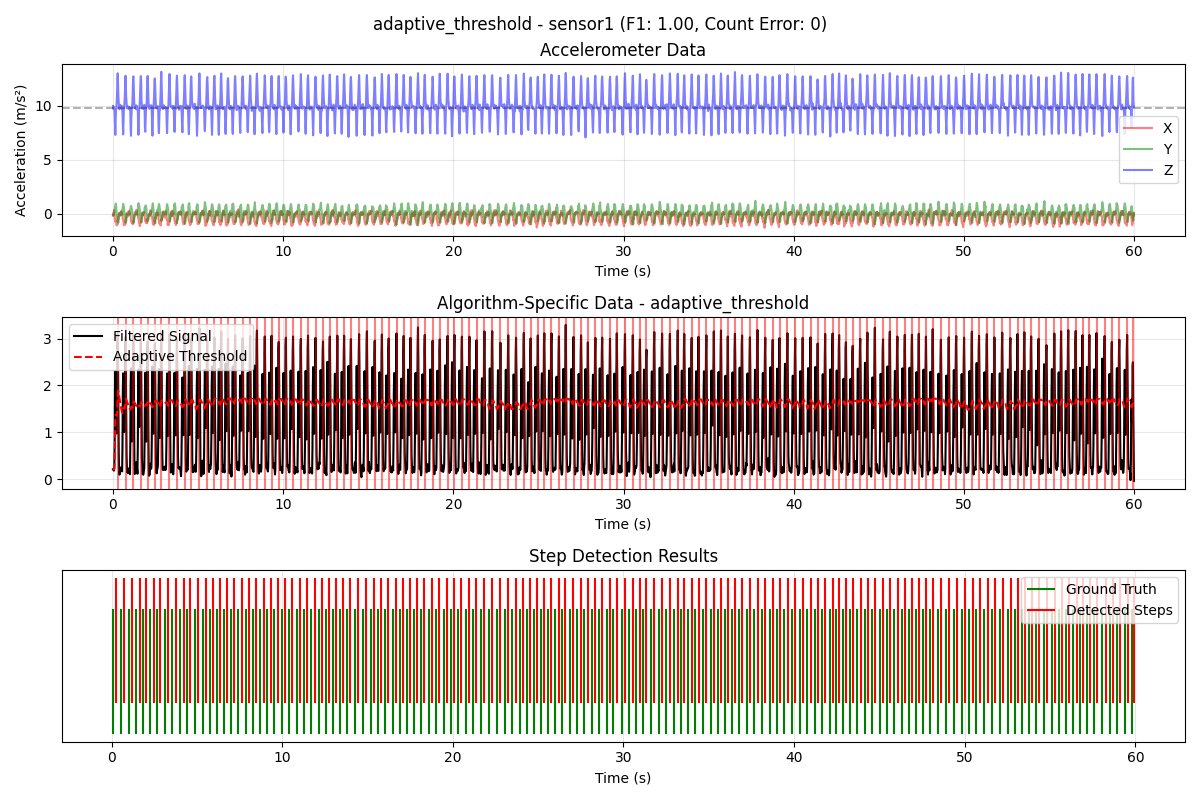 adaptive_threshold - sensor1 (F1: 1.00, Count Error: 0)
Accelerometer Data
Acceleration (m/s²)
10
5
0
X
Y
Z
0 10 20 30 40 50 60
Time (s)
Algorithm-Specific Data - adaptive_threshold
3
2
1
0
Filtered Signal
Adaptive Threshold
0 10 20 30 40 50 60
Time (s)
Step Detection Results
Ground Truth
Detected Steps
0 10 20 30 40 50 60
Time (s)